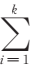 k
∑
i = 1